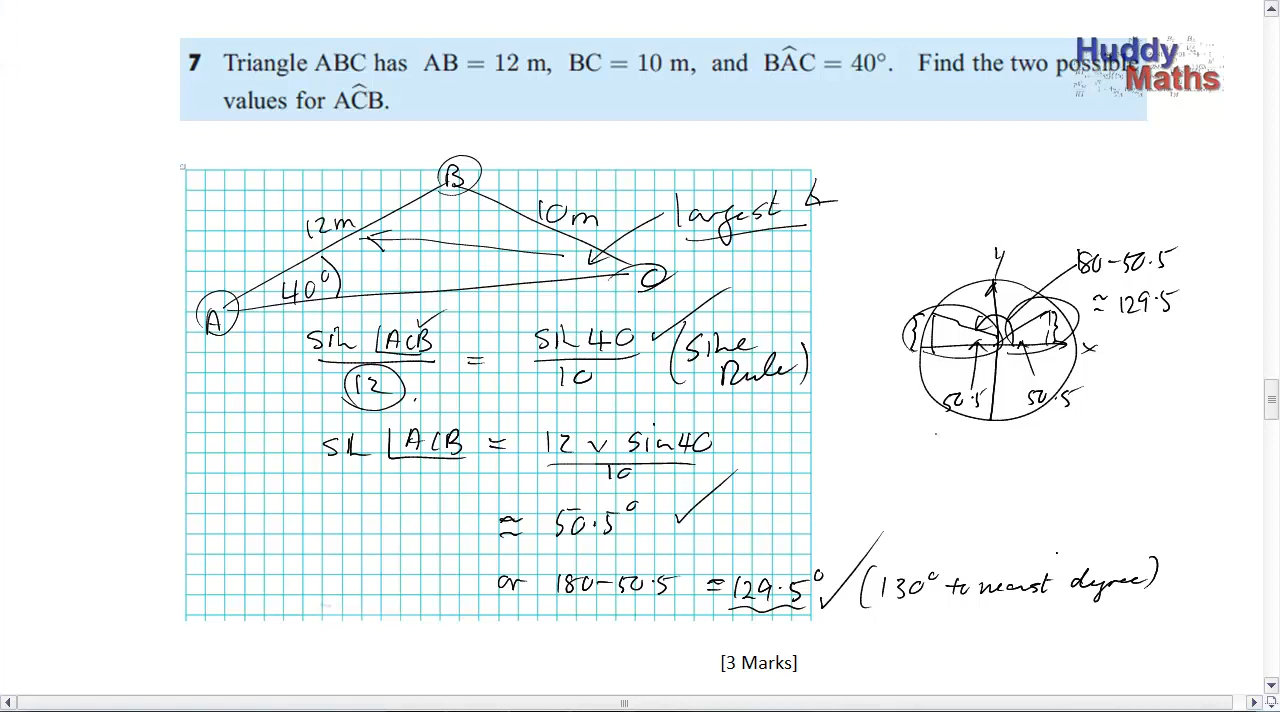 Huddy
Maths
7 Triangle ABC has AB = 12 m, BC = 10 m, and BÂC = 40°. Find the two possible
values for AĈB.
B
12m
10m
largest
40°
A
C
sin ∠ACB / 12 = sin 40 / 10 (Sine Rule)
sin ∠ACB = 12 × sin 40 / 10
≈ 50.5°
or 180-50.5 = 129.5° (130° to nearest degree)
y
180-50.5
≈ 129.5
x
50.5 50.5
[3 Marks]